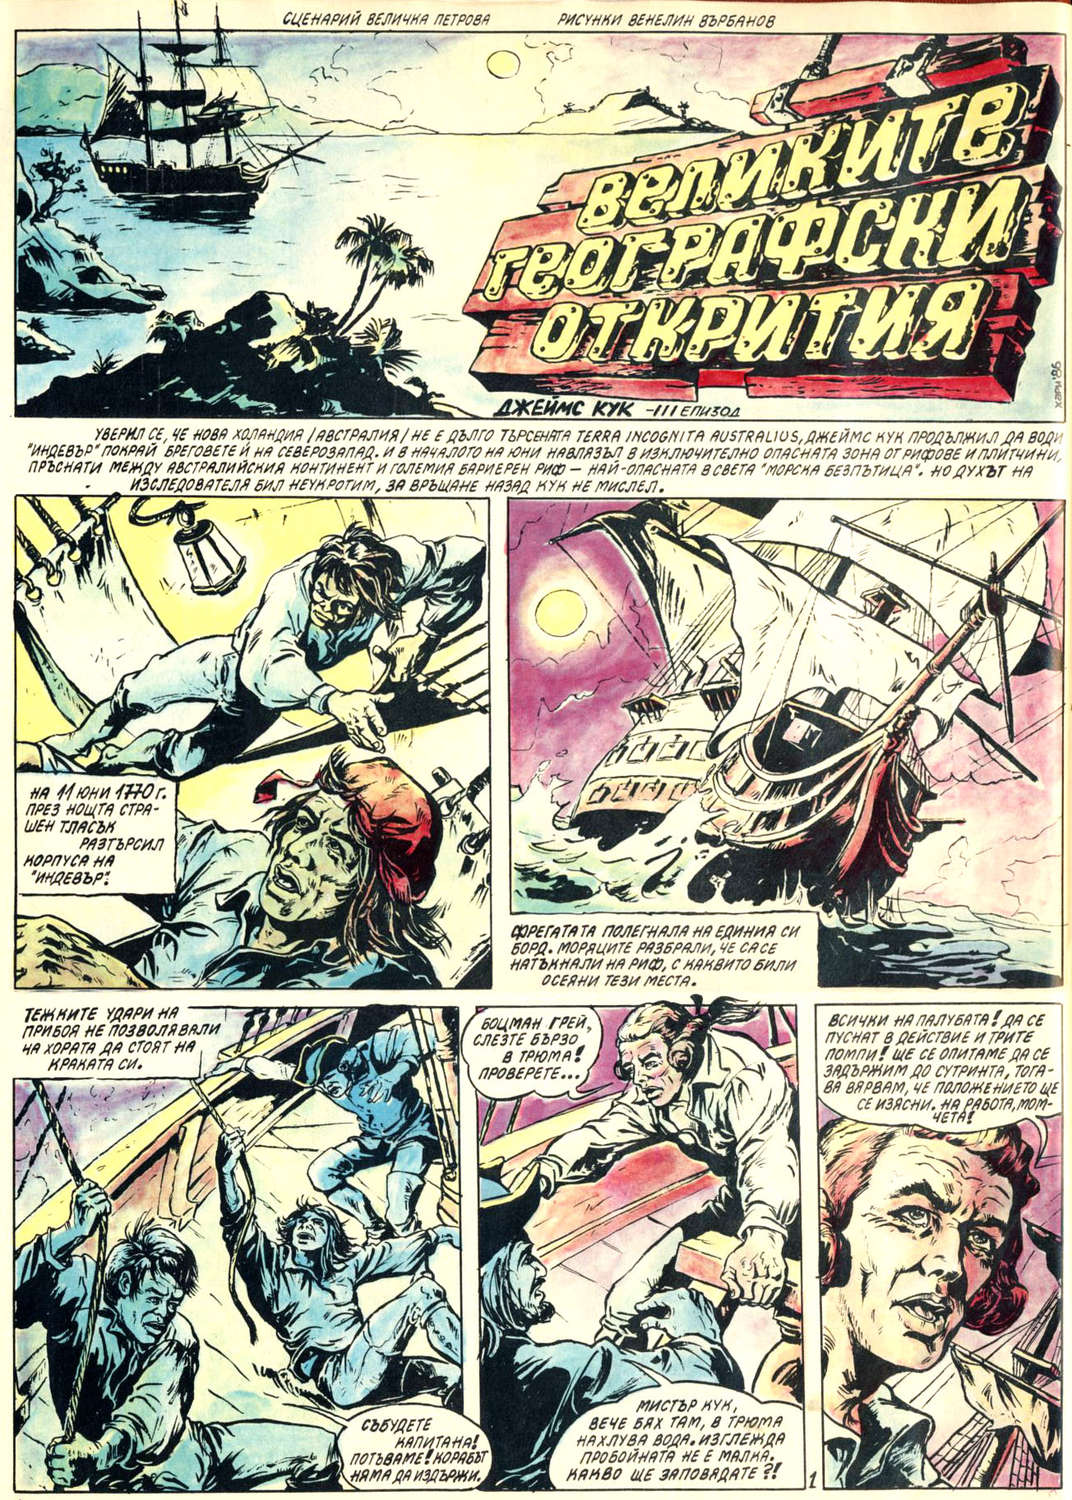 СЦЕНАРИЙ ВЕЛИЧКА ПЕТРОВА
РИСУНКИ ВЕНЕЛИН ВЪРБАНОВ
ВЕЛИКИТЕ
ГЕОГРАФСКИ
ОТКРИТИЯ
ДЖЕЙМС КУК - III ЕПИЗОД
ХАРИ '86
УВЕРИЛ СЕ, ЧЕ НОВА ХОЛАНДИЯ /АВСТРАЛИЯ/ НЕ Е ДЪЛГО ТЪРСЕНАТА TERRA INCOGNITA AUSTRALIUS, ДЖЕЙМС КУК ПРОДЪЛЖИЛ ДА ВОДИ
"ИНДЕВЪР" ПОКРАЙ БРЕГОВЕТЕ Й НА СЕВЕРОЗАПАД. И В НАЧАЛОТО НА ЮНИ НАВЛЯЗЪЛ В ИЗКЛЮЧИТЕЛНО ОПАСНАТА ЗОНА ОТ РИФОВЕ И ПЛИТЧИНИ,
ПРЪСНАТИ МЕЖДУ АВСТРАЛИЙСКИЯ КОНТИНЕНТ И ГОЛЕМИЯ БАРИЕРЕН РИФ — НАЙ-ОПАСНАТА В СВЕТА "МОРСКА БЕЗПЪТИЦА". НО ДУХЪТ НА
ИЗСЛЕДОВАТЕЛЯ БИЛ НЕУКРОТИМ, ЗА ВРЪЩАНЕ НАЗАД КУК НЕ МИСЛЕЛ.
НА 11 ЮНИ 1770 г.
ПРЕЗ НОЩТА СТРА-
ШЕН ТЛАСЪК
РАЗТЪРСИЛ
КОРПУСА НА
"ИНДЕВЪР".
ФРЕГАТАТА ПОЛЕГНАЛА НА ЕДИНИЯ СИ
БОРД. МОРЯЦИТЕ РАЗБРАЛИ, ЧЕ СА СЕ
НАТЪКНАЛИ НА РИФ, С КАКВИТО БИЛИ
ОСЕЯНИ ТЕЗИ МЕСТА.
ТЕЖКИТЕ УДАРИ НА
ПРИБОЯ НЕ ПОЗВОЛЯВАЛИ
НА ХОРАТА ДА СТОЯТ НА
КРАКАТА СИ.
СЪБУДЕТЕ
КАПИТАНА!
ПОТЪВАМЕ! КОРАБЪТ
НЯМА ДА ИЗДЪРЖИ.
БОЦМАН ГРЕЙ,
СЛЕЗТЕ БЪРЗО
В ТРЮМА!
ПРОВЕРЕТЕ...
МИСТЪР КУК,
ВЕЧЕ БЯХ ТАМ, В ТРЮМА
НАХЛУВА ВОДА. ИЗГЛЕЖДА
ПРОБОЙНАТА НЕ Е МАЛКА.
КАКВО ЩЕ ЗАПОВЯДАТЕ?!
ВСИЧКИ НА ПАЛУБАТА! ДА СЕ
ПУСНАТ В ДЕЙСТВИЕ И ТРИТЕ
ПОМПИ! ЩЕ СЕ ОПИТАМЕ ДА СЕ
ЗАДЪРЖИМ ДО СУТРИНТА, ТОГА-
ВА ВЯРВАМ, ЧЕ ПОЛОЖЕНИЕТО ЩЕ
СЕ ИЗЯСНИ. НА РАБОТА, МОМ-
ЧЕТА!
1